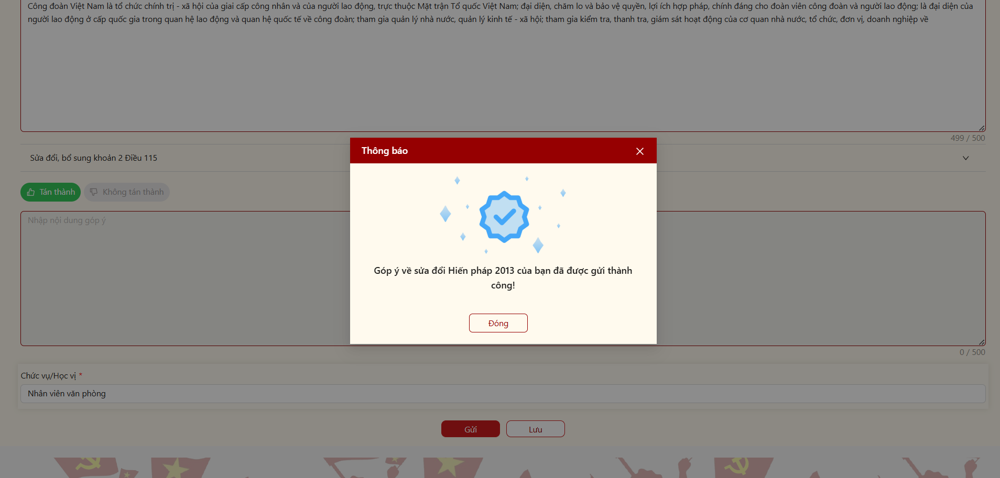 Công đoàn Việt Nam là tổ chức chính trị - xã hội của giai cấp công nhân và của người lao động, trực thuộc Mặt trận Tổ quốc Việt Nam; đại diện, chăm lo và bảo vệ quyền, lợi ích hợp pháp, chính đáng cho đoàn viên công đoàn và người lao động; là đại diện của
người lao động ở cấp quốc gia trong quan hệ lao động và quan hệ quốc tế về công đoàn; tham gia quản lý nhà nước, quản lý kinh tế - xã hội; tham gia kiểm tra, thanh tra, giám sát hoạt động của cơ quan nhà nước, tổ chức, đơn vị, doanh nghiệp về
499 / 500
Sửa đổi, bổ sung khoản 2 Điều 115
Tán thành
Không tán thành
Nhập nội dung góp ý
0 / 500
Thông báo
Góp ý về sửa đổi Hiến pháp 2013 của bạn đã được gửi thành
công!
Đóng
Chức vụ/Học vị *
Nhân viên văn phòng
Gửi
Lưu